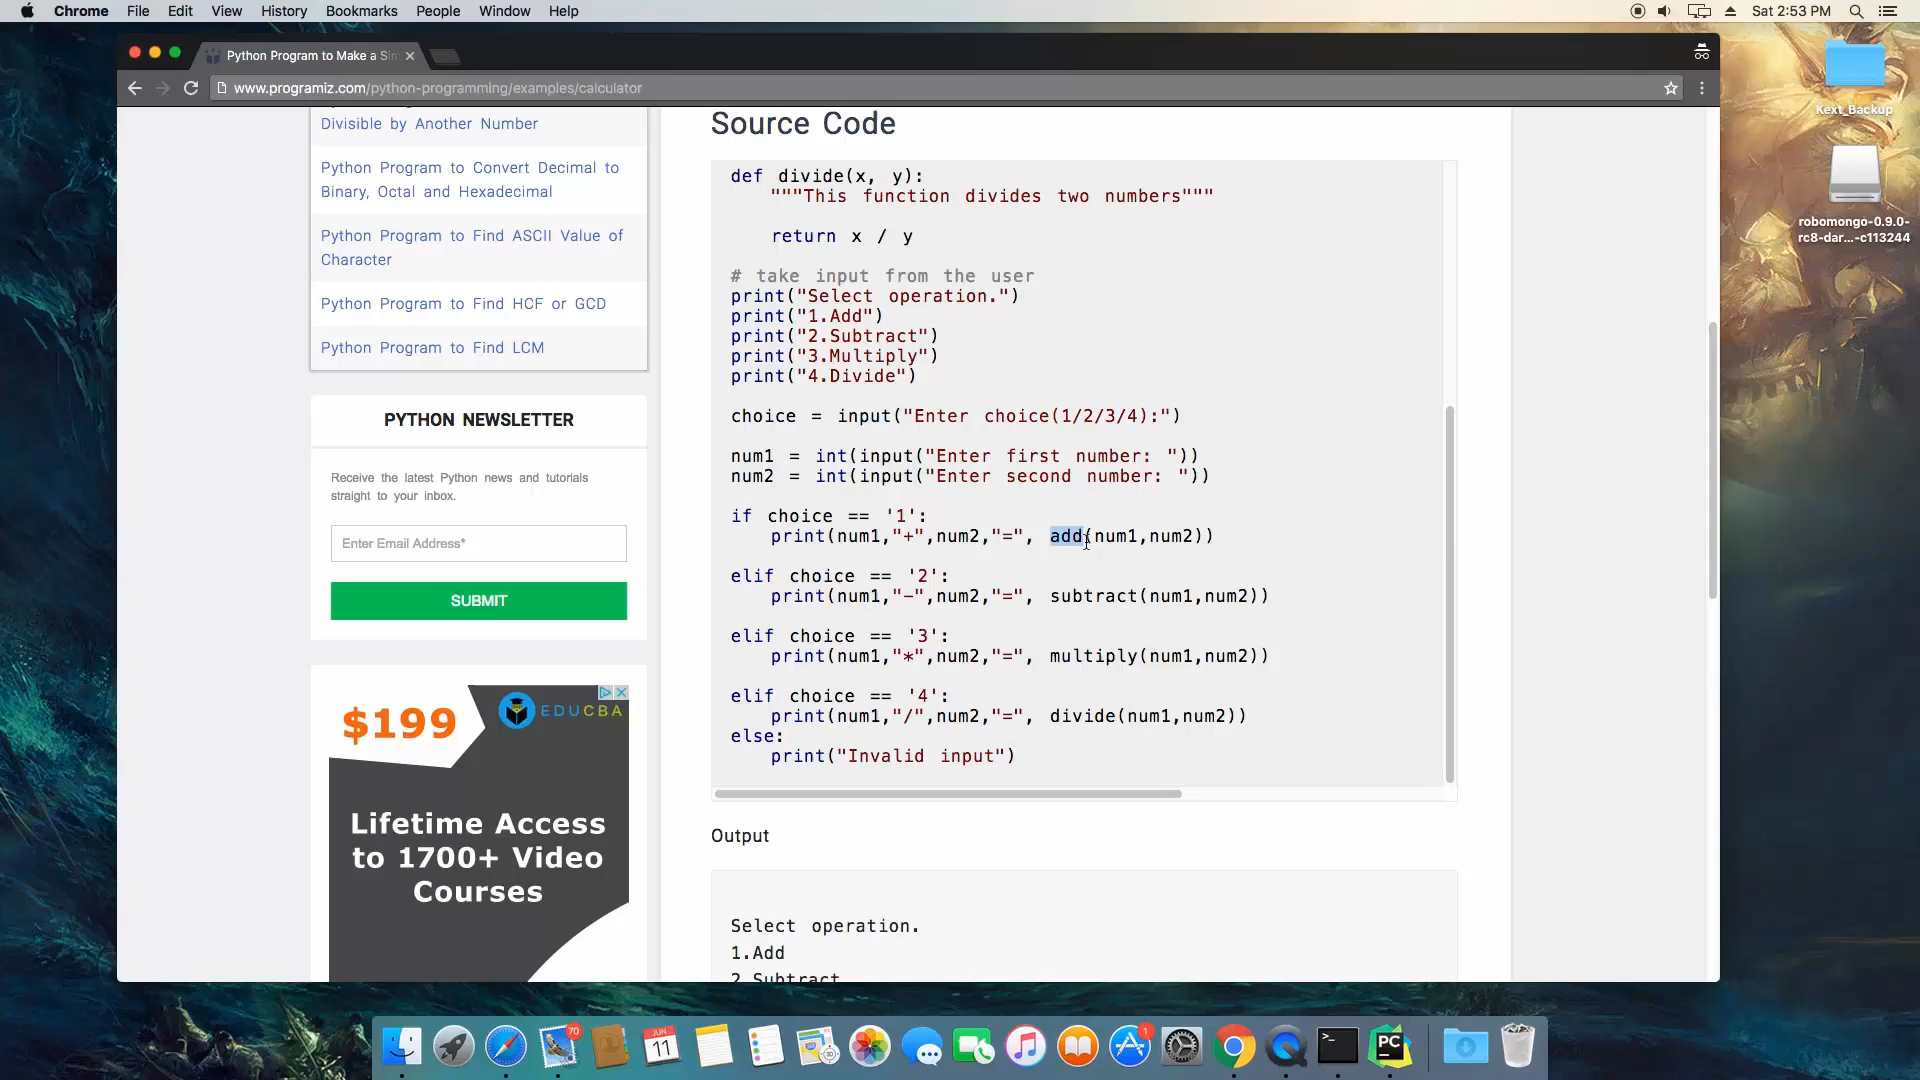 Chrome File Edit View History Bookmarks People Window Help
Sat 2:53 PM
Python Program to Make a Sim
www.programiz.com/python-programming/examples/calculator
Kext_Backup
robomongo-0.9.0-
rc8-dar...-c113244
Divisible by Another Number
Python Program to Convert Decimal to
Binary, Octal and Hexadecimal
Python Program to Find ASCII Value of
Character
Python Program to Find HCF or GCD
Python Program to Find LCM
PYTHON NEWSLETTER
Receive the latest Python news and tutorials
straight to your inbox.
Enter Email Address*
SUBMIT
$199
EDUCBA
Lifetime Access
to 1700+ Video
Courses
Source Code
def divide(x, y):
"""This function divides two numbers"""
return x / y
# take input from the user
print("Select operation.")
print("1.Add")
print("2.Subtract")
print("3.Multiply")
print("4.Divide")
choice = input("Enter choice(1/2/3/4):")
num1 = int(input("Enter first number: "))
num2 = int(input("Enter second number: "))
if choice == '1':
print(num1,"+",num2,"=", add(num1,num2))
elif choice == '2':
print(num1,"-",num2,"=", subtract(num1,num2))
elif choice == '3':
print(num1,"*",num2,"=", multiply(num1,num2))
elif choice == '4':
print(num1,"/",num2,"=", divide(num1,num2))
else:
print("Invalid input")
Output
Select operation.
1.Add
2.Subtract
70
JUN
11
3D
1
>_
PC